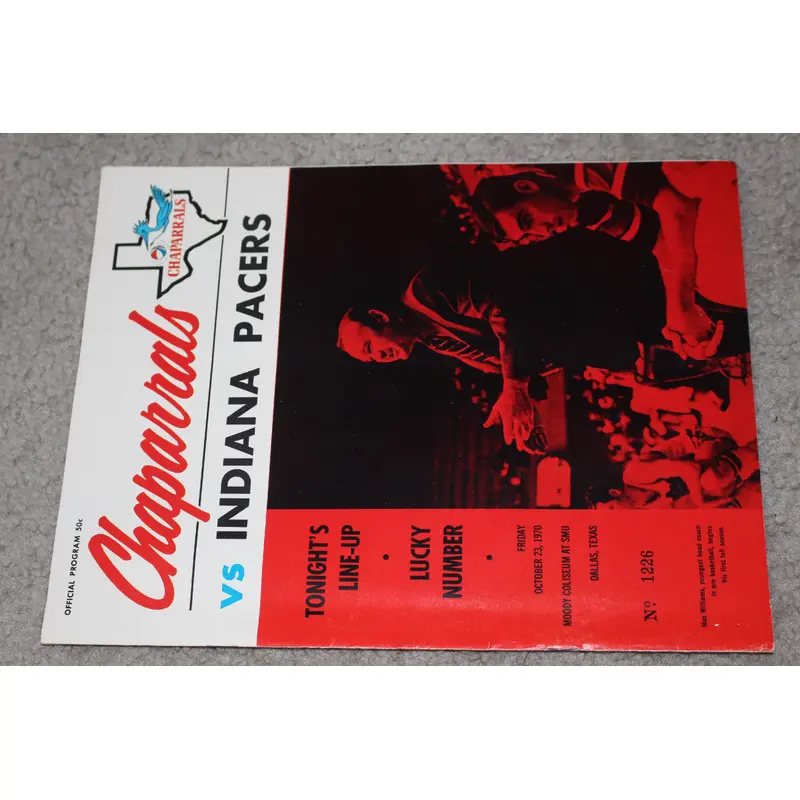 OFFICIAL PROGRAM 50c
Chaparrals
CHAPARRALS
VS INDIANA PACERS
TONIGHT'S
LINE-UP
•
LUCKY
NUMBER
•
FRIDAY
OCTOBER 23, 1970
MOODY COLISEUM AT SMU
DALLAS, TEXAS
Nº 1226
Max Williams, youngest head coach
in pro basketball, begins
his first full season.